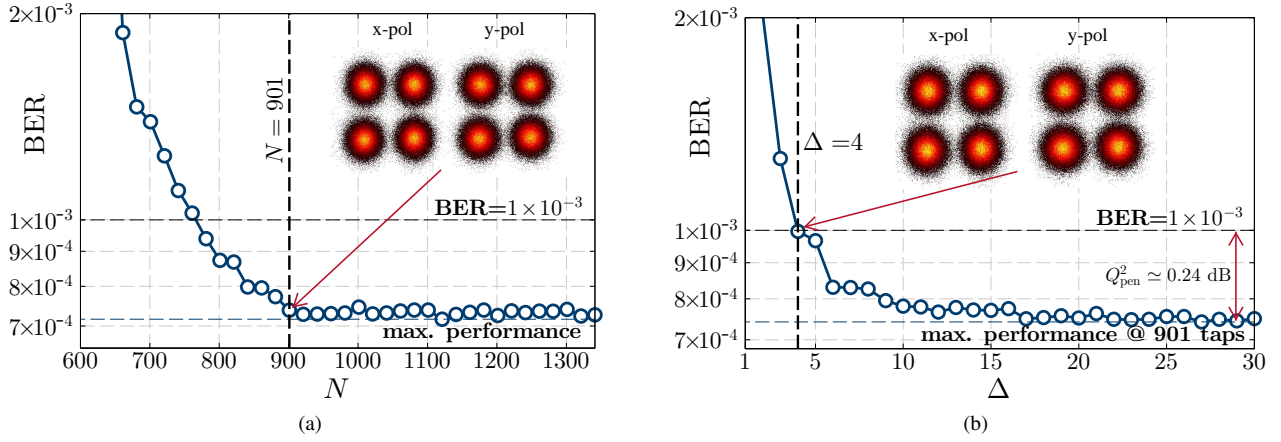 2×10⁻³
x-pol
y-pol
N = 901
BER
1×10⁻³
BER=1×10⁻³
9×10⁻⁴
8×10⁻⁴
7×10⁻⁴
max. performance
600
700
800
900
1000
1100
1200
1300
N
(a)
2×10⁻³
x-pol
y-pol
Δ =4
BER
1×10⁻³
BER=1×10⁻³
9×10⁻⁴
Q²pen ≃ 0.24 dB
8×10⁻⁴
7×10⁻⁴
max. performance @ 901 taps
1
5
10
15
20
25
30
Δ
(b)